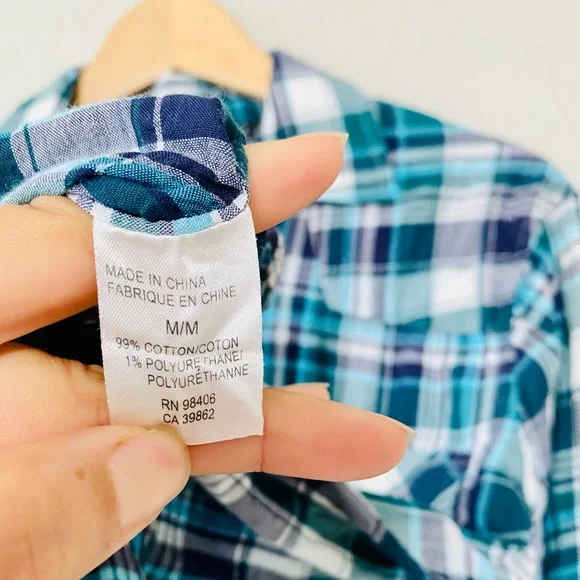 MADE IN CHINA
FABRIQUE EN CHINE
M/M
99% COTTON/COTON
1% POLYURETHANE/
POLYURÉTHANNE
RN 98406
CA 39862